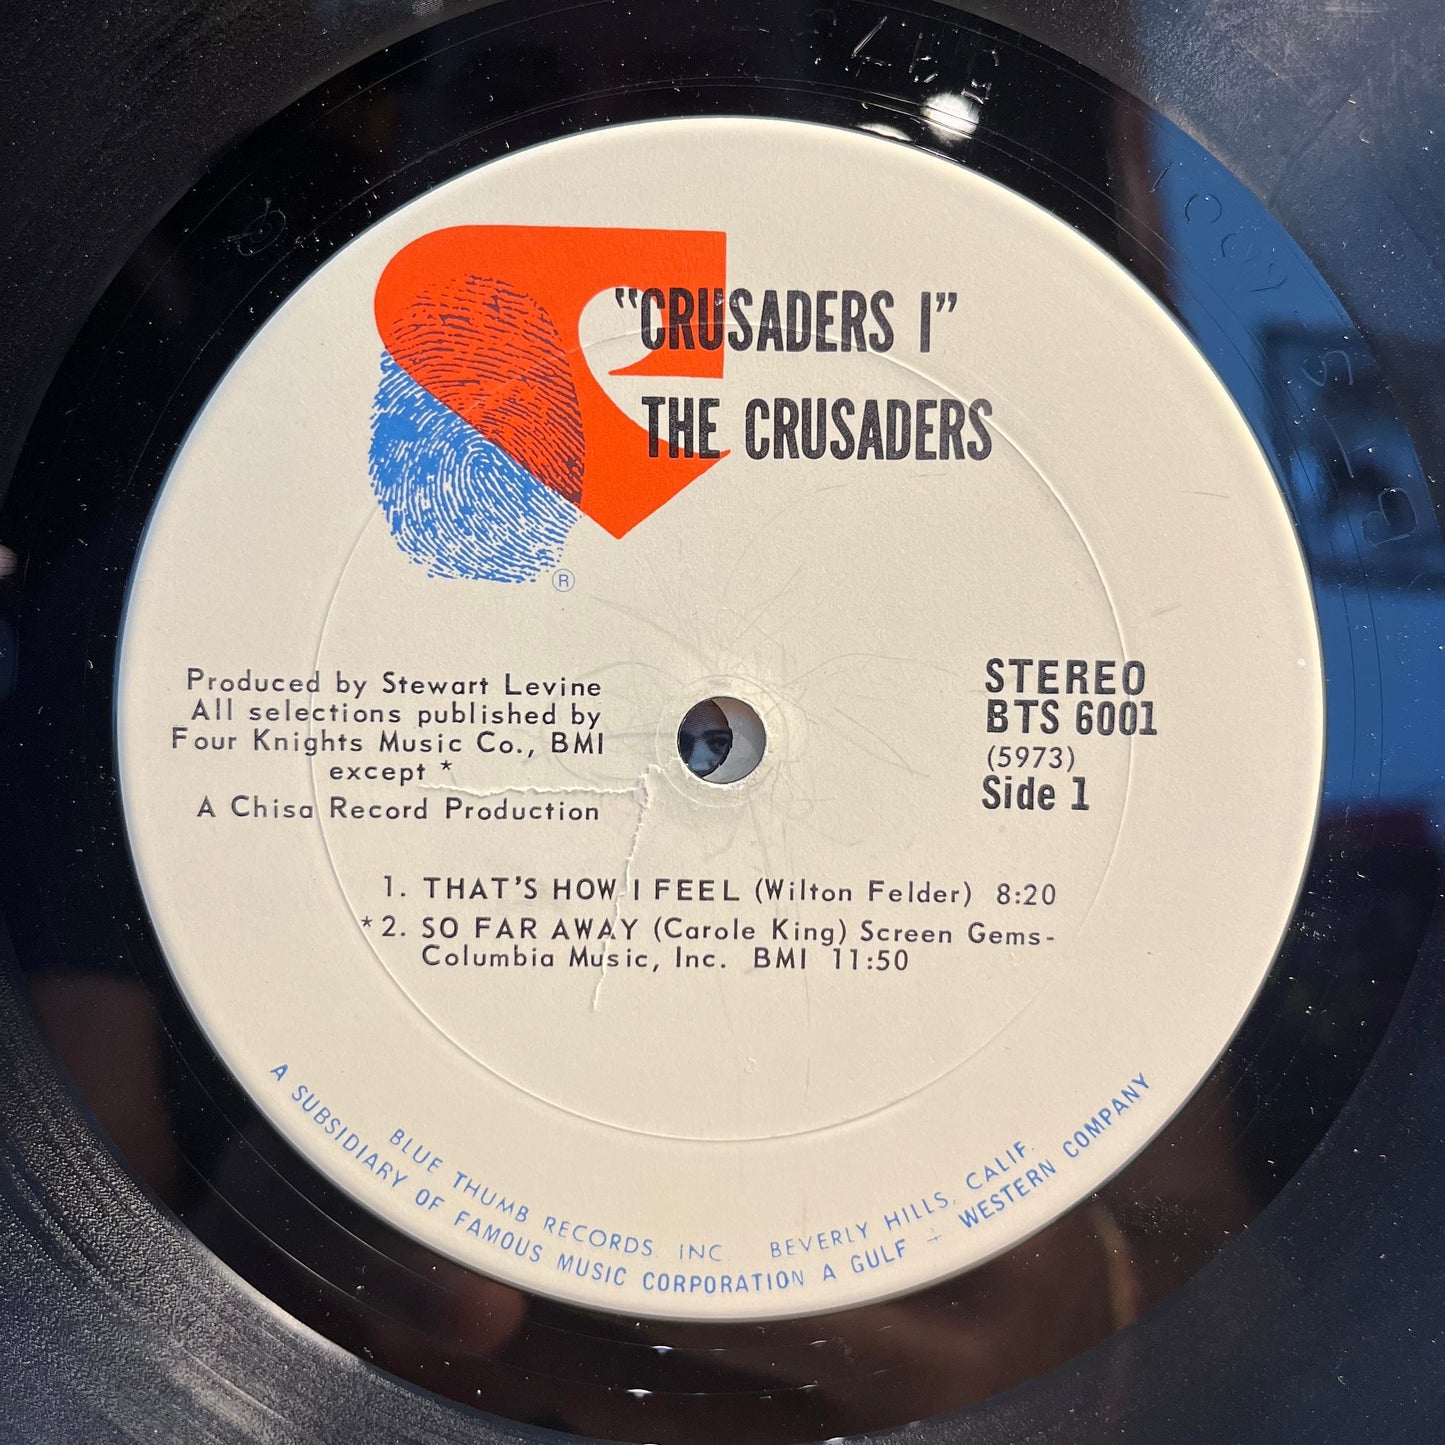 "CRUSADERS I"
THE CRUSADERS
®
Produced by Stewart Levine
All selections published by
Four Knights Music Co., BMI
except *
A Chisa Record Production
STEREO
BTS 6001
(5973)
Side 1
1. THAT'S HOW I FEEL (Wilton Felder) 8:20
*2. SO FAR AWAY (Carole King) Screen Gems-
Columbia Music, Inc. BMI 11:50
BLUE THUMB RECORDS, INC. BEVERLY HILLS, CALIF.
A SUBSIDIARY OF FAMOUS MUSIC CORPORATION A GULF + WESTERN COMPANY